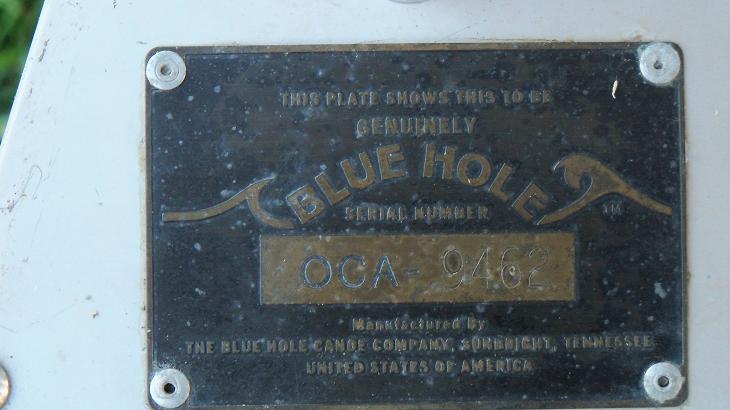 THIS PLATE SHOWS THIS TO BE
GENUINELY
BLUE HOLE
TM
SERIAL NUMBER
OCA- 9462
Manufactured By
THE BLUE HOLE CANOE COMPANY, SUNBRIGHT, TENNESSEE
UNITED STATES OF AMERICA